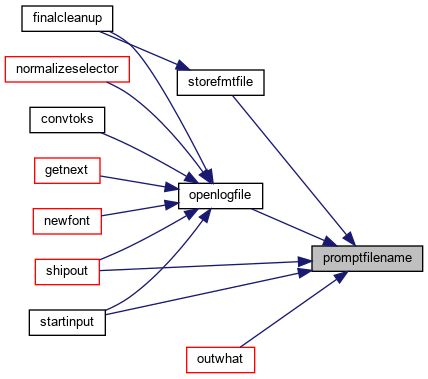 finalcleanup
normalizeselector
storefmtfile
convtoks
getnext
openlogfile
newfont
promptfilename
shipout
startinput
outwhat